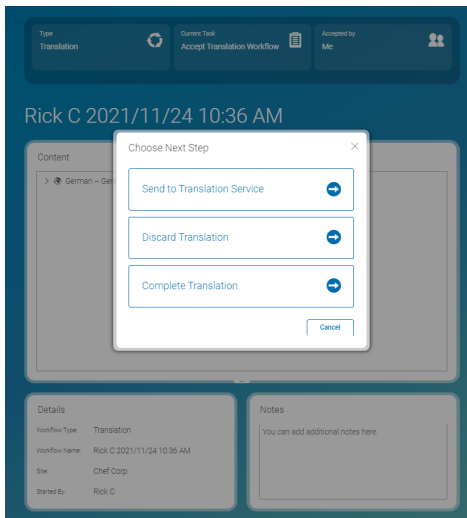 Type
Translation
Current Task
Accept Translation Workflow
Accepted by
Me
Rick C 2021/11/24 10:36 AM
Choose Next Step
Content
German – Ger
Send to Translation Service
Discard Translation
Complete Translation
Cancel
Details
Workflow Type: Translation
Workflow Name: Rick C 2021/11/24 10:36 AM
Site: Chef Corp.
Started By: Rick C
Notes
You can add additional notes here.